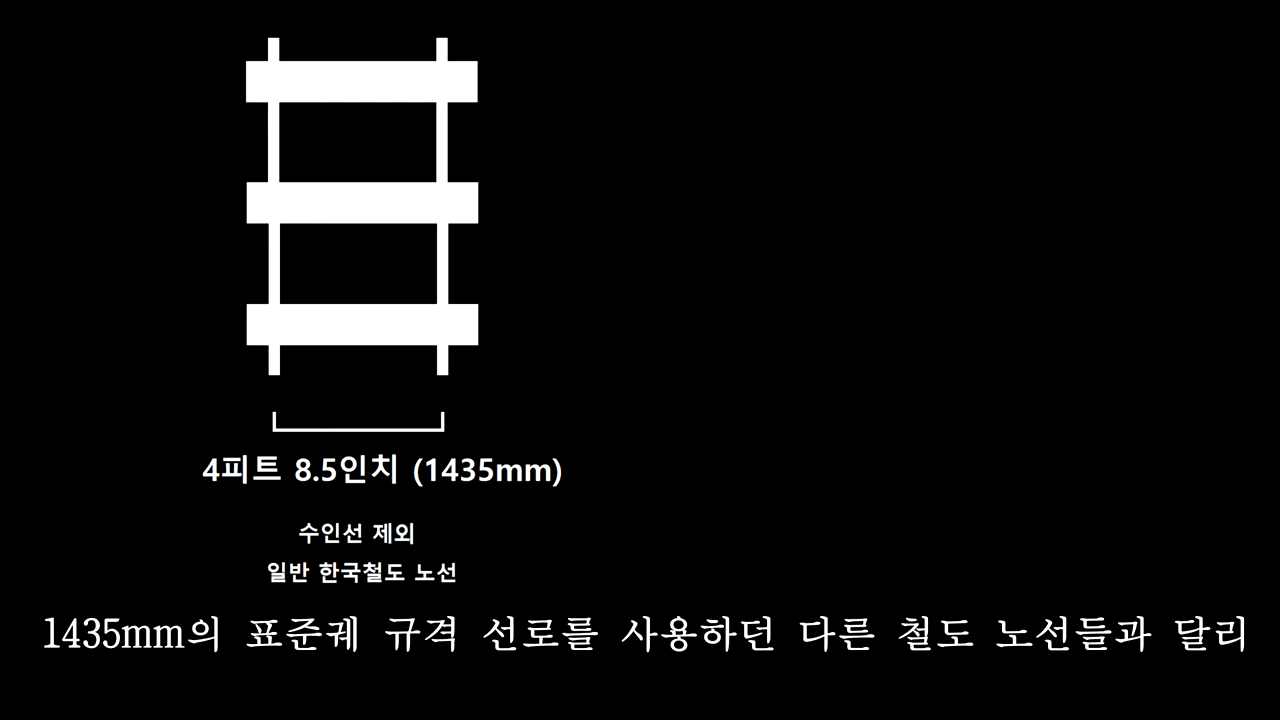 4피트 8.5인치 (1435mm)
수인선 제외
일반 한국철도 노선
1435mm의 표준궤 규격 선로를 사용하던 다른 철도 노선들과 달리